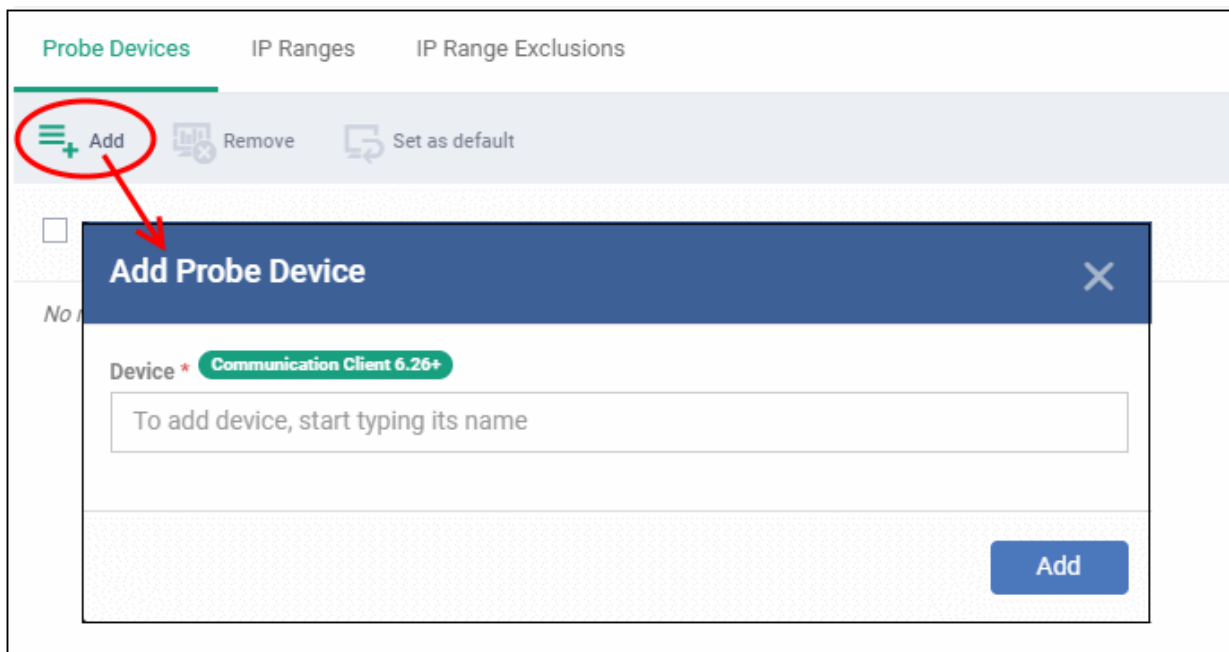 Probe Devices IP Ranges IP Range Exclusions
Add Remove Set as default
Add Probe Device
No
Device * Communication Client 6.26+
To add device, start typing its name
Add